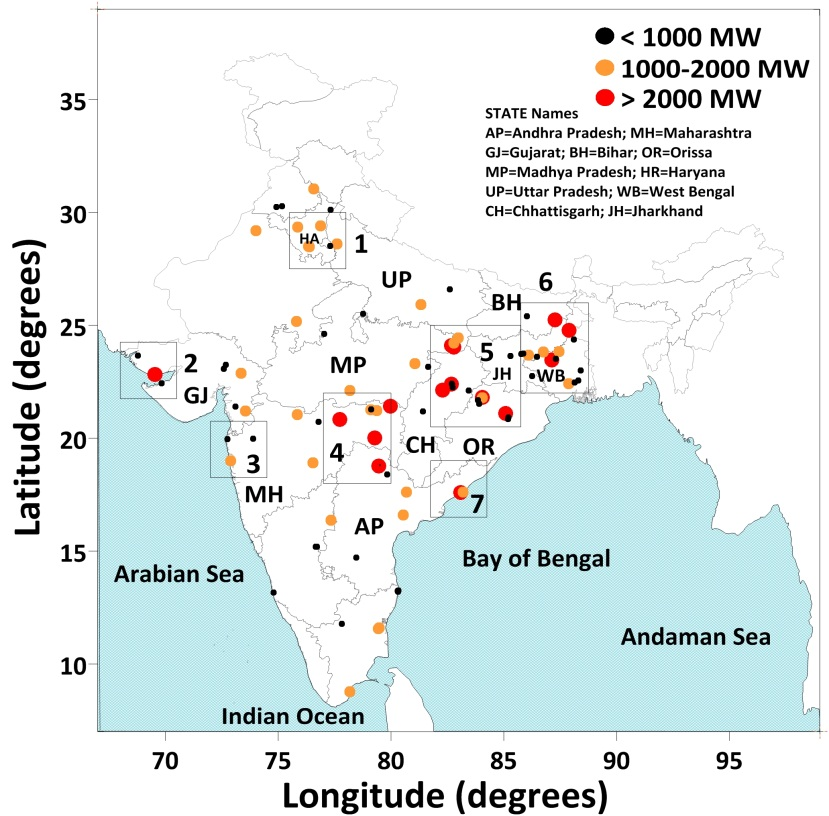 < 1000 MW
1000-2000 MW
> 2000 MW
STATE Names
AP=Andhra Pradesh; MH=Maharashtra
GJ=Gujarat; BH=Bihar; OR=Orissa
MP=Madhya Pradesh; HR=Haryana
UP=Uttar Pradesh; WB=West Bengal
CH=Chhattisgarh; JH=Jharkhand
35
30
25
20
15
10
Latitude (degrees)
HA
1
UP
6
BH
2
GJ
MP
5
JH
WB
4
CH
OR
3
MH
7
AP
Bay of Bengal
Arabian Sea
Andaman Sea
Indian Ocean
70
75
80
85
90
95
Longitude (degrees)